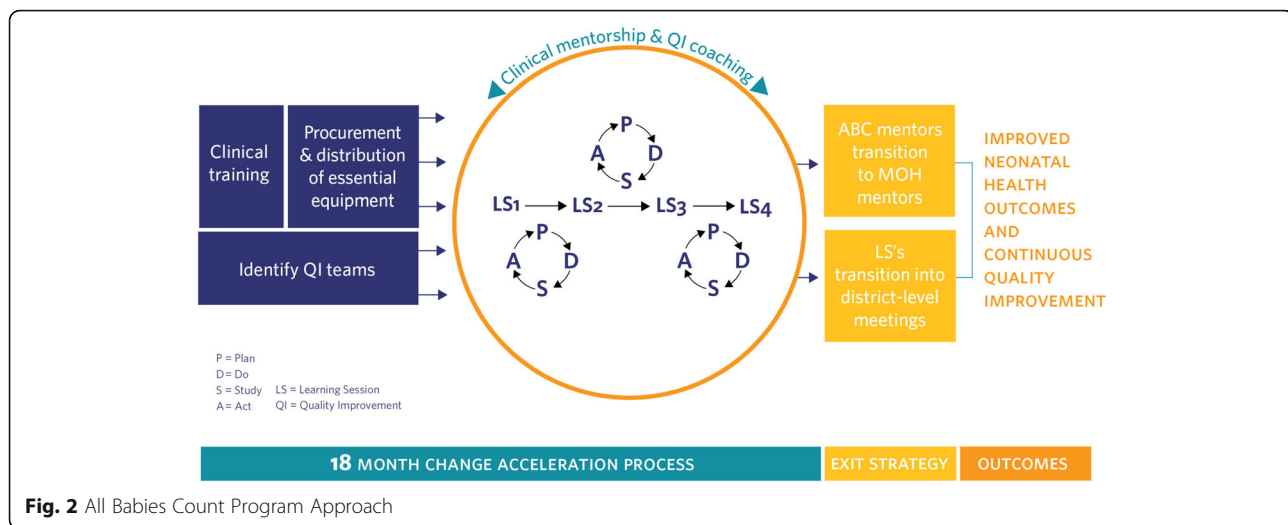 Clinical mentorship & QI coaching
Clinical
training
Procurement
& distribution
of essential
equipment
Identify QI teams
P
A D
S
LS1 LS2 LS3 LS4
P
A D
S
P
A D
S
ABC mentors
transition
to MOH
mentors
LS's
transition into
district-level
meetings
IMPROVED
NEONATAL
HEALTH
OUTCOMES
AND
CONTINUOUS
QUALITY
IMPROVEMENT
P = Plan
D = Do
S = Study LS = Learning Session
A = Act QI = Quality Improvement
18 MONTH CHANGE ACCELERATION PROCESS
EXIT STRATEGY
OUTCOMES
Fig. 2 All Babies Count Program Approach